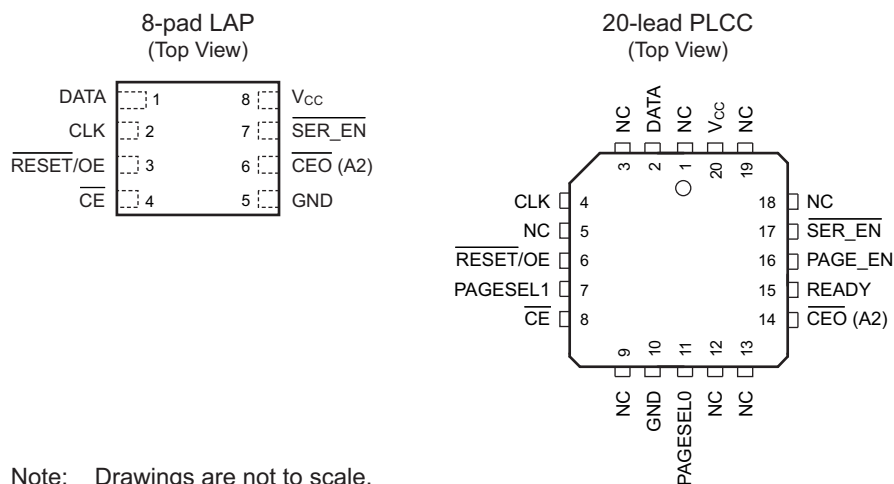 8-pad LAP
(Top View)
DATA 1
CLK 2
RESET/OE 3
CE 4
8 VCC
7 SER_EN
6 CEO (A2)
5 GND
20-lead PLCC
(Top View)
NC
DATA
NC
VCC
NC
3
2
1
20
19
CLK 4
NC 5
RESET/OE 6
PAGESEL1 7
CE 8
18 NC
17 SER_EN
16 PAGE_EN
15 READY
14 CEO (A2)
9
10
11
12
13
NC
GND
PAGESEL0
NC
NC
Note: Drawings are not to scale.